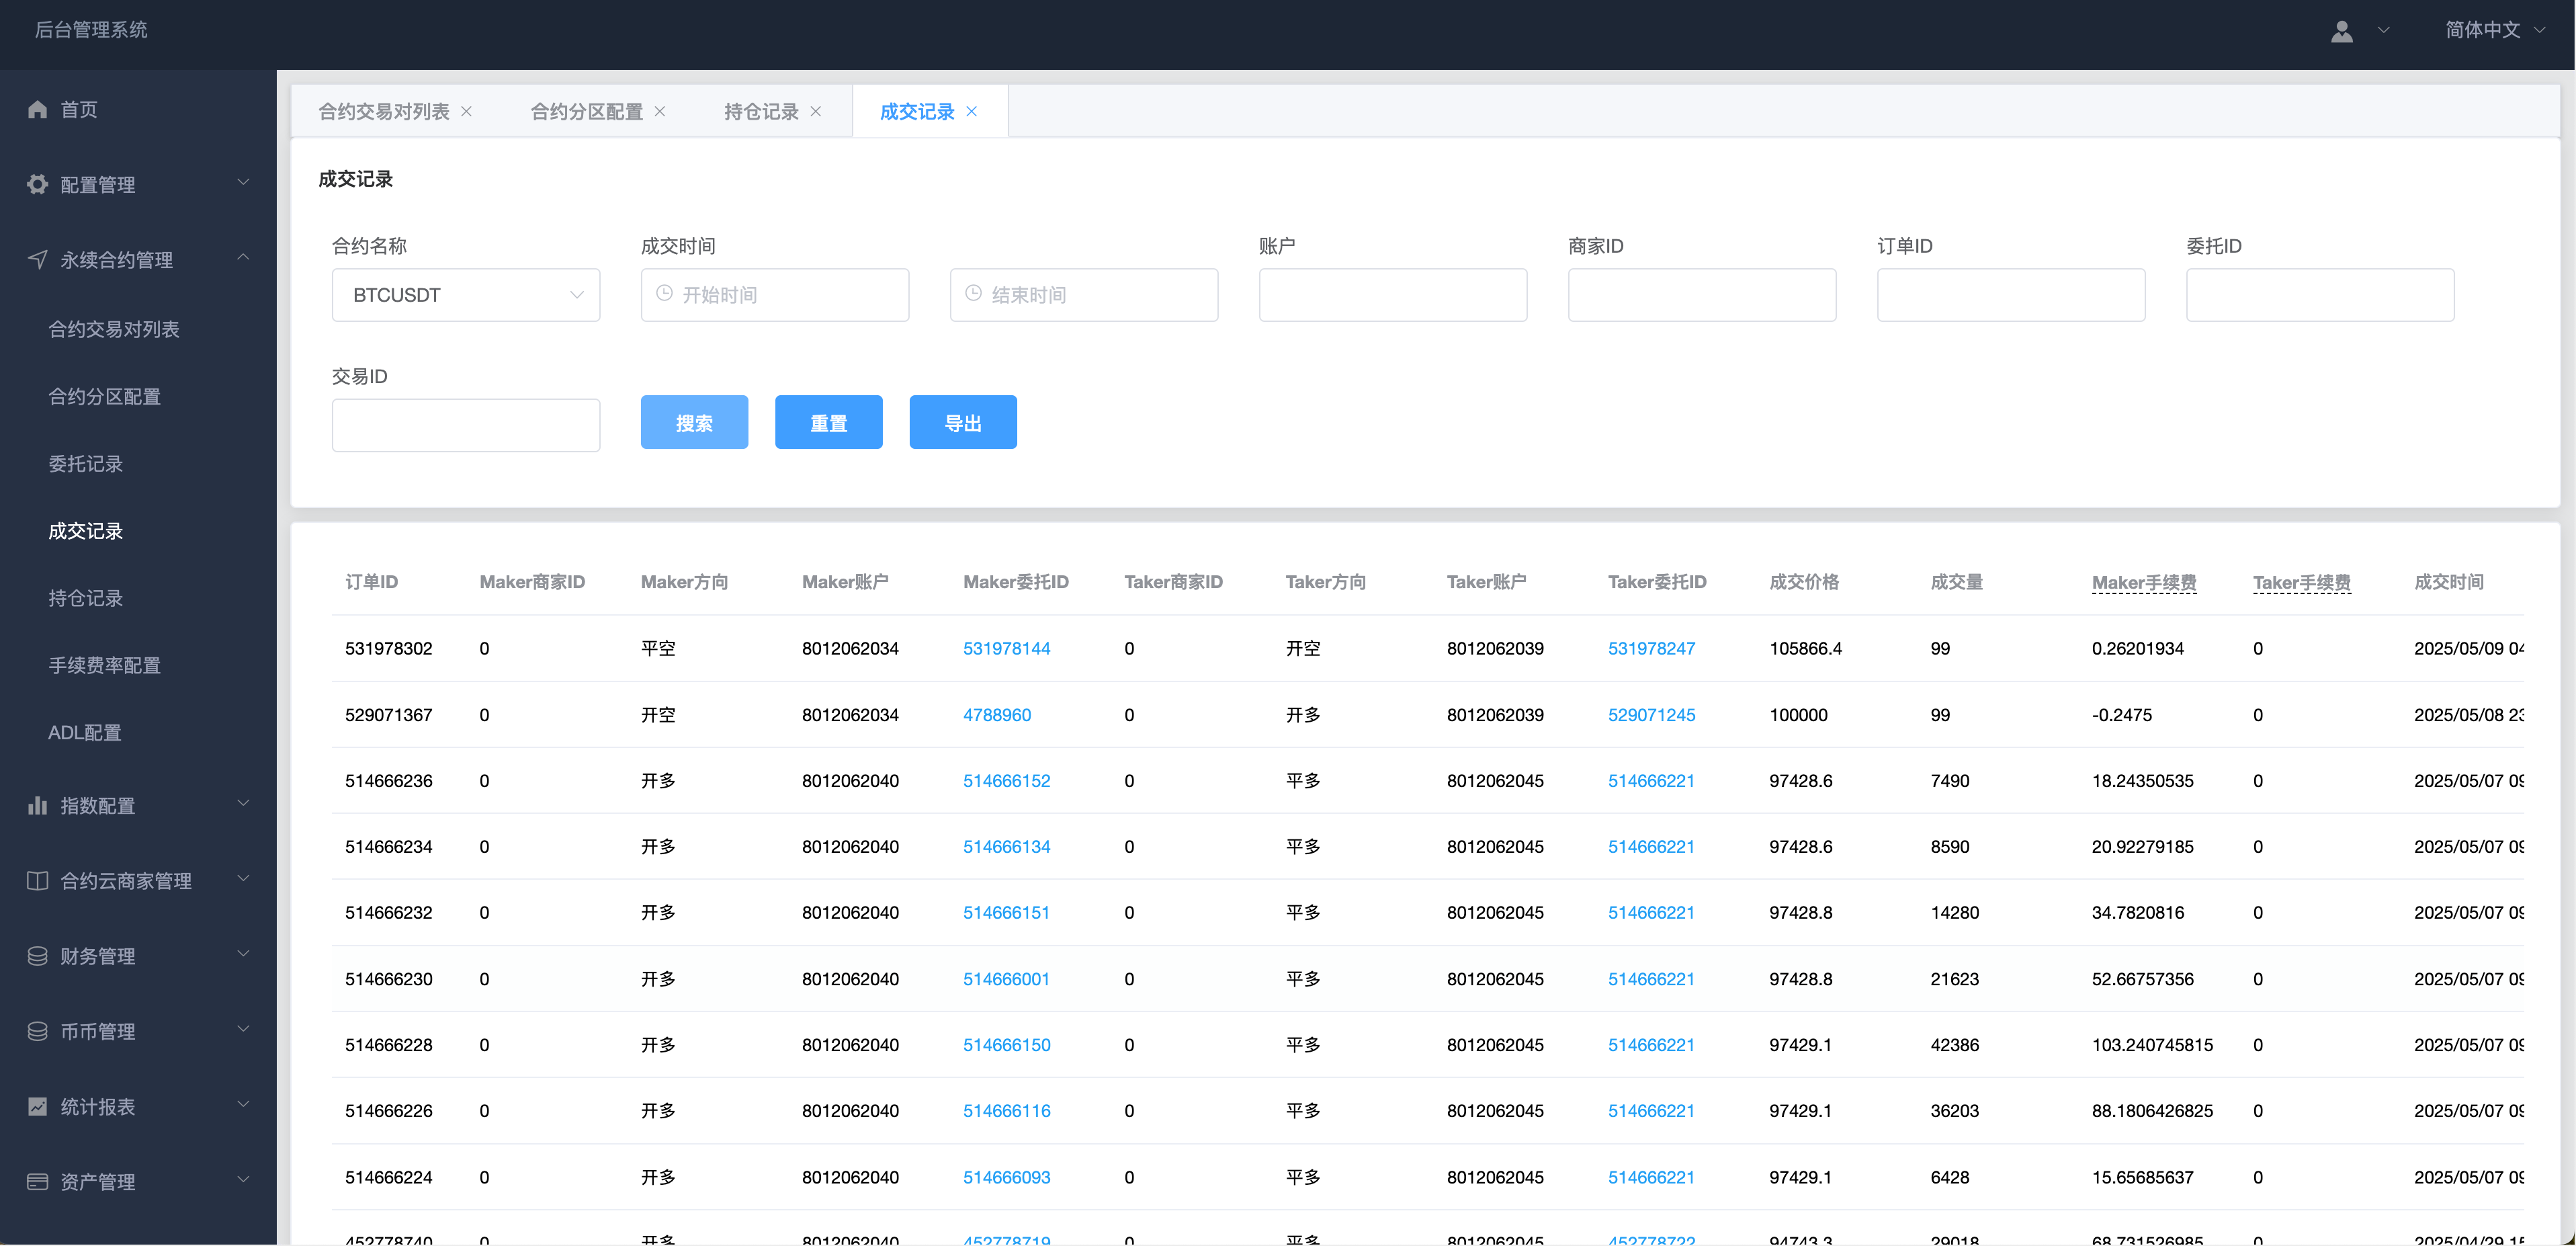 后台管理系统
简体中文
首页
配置管理
永续合约管理
合约交易对列表
合约分区配置
委托记录
成交记录
持仓记录
手续费率配置
ADL配置
指数配置
合约云商家管理
财务管理
币币管理
统计报表
资产管理
合约交易对列表 合约分区配置 持仓记录 成交记录
成交记录
合约名称 成交时间 账户 商家ID 订单ID 委托ID
BTCUSDT 开始时间 结束时间
交易ID
搜索 重置 导出
订单ID Maker商家ID Maker方向 Maker账户 Maker委托ID Taker商家ID Taker方向 Taker账户 Taker委托ID 成交价格 成交量 Maker手续费 Taker手续费 成交时间
531978302 0 平空 8012062034 531978144 0 开空 8012062039 531978247 105866.4 99 0.26201934 0 2025/05/09 04
529071367 0 开空 8012062034 4788960 0 开多 8012062039 529071245 100000 99 -0.2475 0 2025/05/08 23
514666236 0 开多 8012062040 514666152 0 平多 8012062045 514666221 97428.6 7490 18.24350535 0 2025/05/07 09
514666234 0 开多 8012062040 514666134 0 平多 8012062045 514666221 97428.6 8590 20.92279185 0 2025/05/07 09
514666232 0 开多 8012062040 514666151 0 平多 8012062045 514666221 97428.8 14280 34.7820816 0 2025/05/07 09
514666230 0 开多 8012062040 514666001 0 平多 8012062045 514666221 97428.8 21623 52.66757356 0 2025/05/07 09
514666228 0 开多 8012062040 514666150 0 平多 8012062045 514666221 97429.1 42386 103.240745815 0 2025/05/07 09
514666226 0 开多 8012062040 514666116 0 平多 8012062045 514666221 97429.1 36203 88.1806426825 0 2025/05/07 09
514666224 0 开多 8012062040 514666093 0 平多 8012062045 514666221 97429.1 6428 15.65685637 0 2025/05/07 09
452778740 0 开多 8012062040 452778719 0 平多 8012062045 452778722 94743.3 29018 68.731526985 0 2025/04/29 15